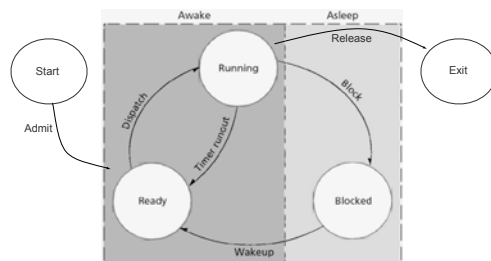 Awake
Asleep
Release
Start
Running
Exit
Admit
Dispatch
Timer runout
Block
Ready
Blocked
Wakeup